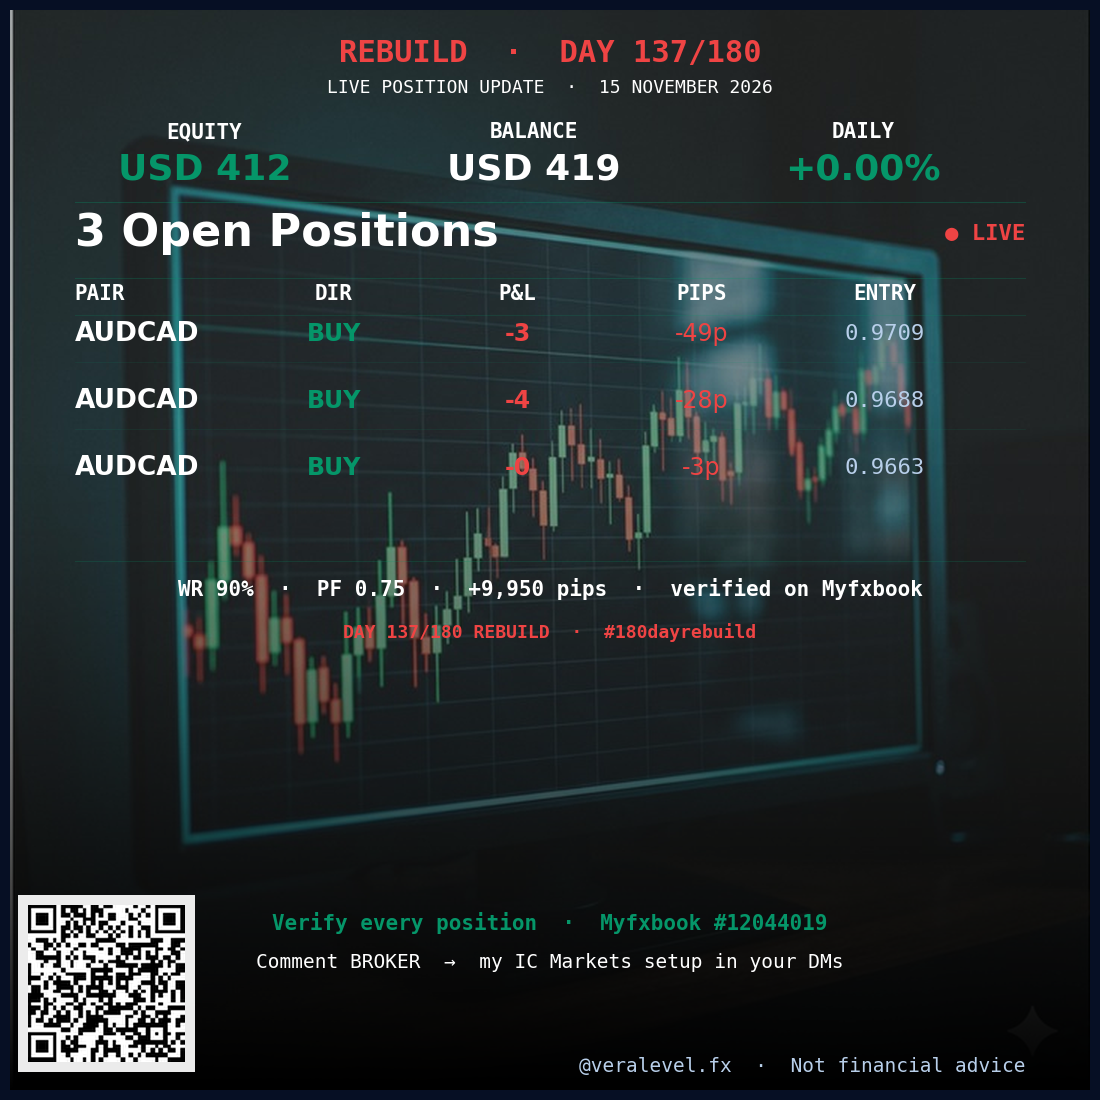 REBUILD · DAY 137/180
LIVE POSITION UPDATE · 15 NOVEMBER 2026
EQUITY BALANCE DAILY
USD 412 USD 419 +0.00%
3 Open Positions ● LIVE
PAIR DIR P&L PIPS ENTRY
AUDCAD BUY -3 -49p 0.9709
AUDCAD BUY -4 -28p 0.9688
AUDCAD BUY -0 -3p 0.9663
WR 90% · PF 0.75 · +9,950 pips · verified on Myfxbook
DAY 137/180 REBUILD · #180dayrebuild
Verify every position · Myfxbook #12044019
Comment BROKER → my IC Markets setup in your DMs
@veralevel.fx · Not financial advice